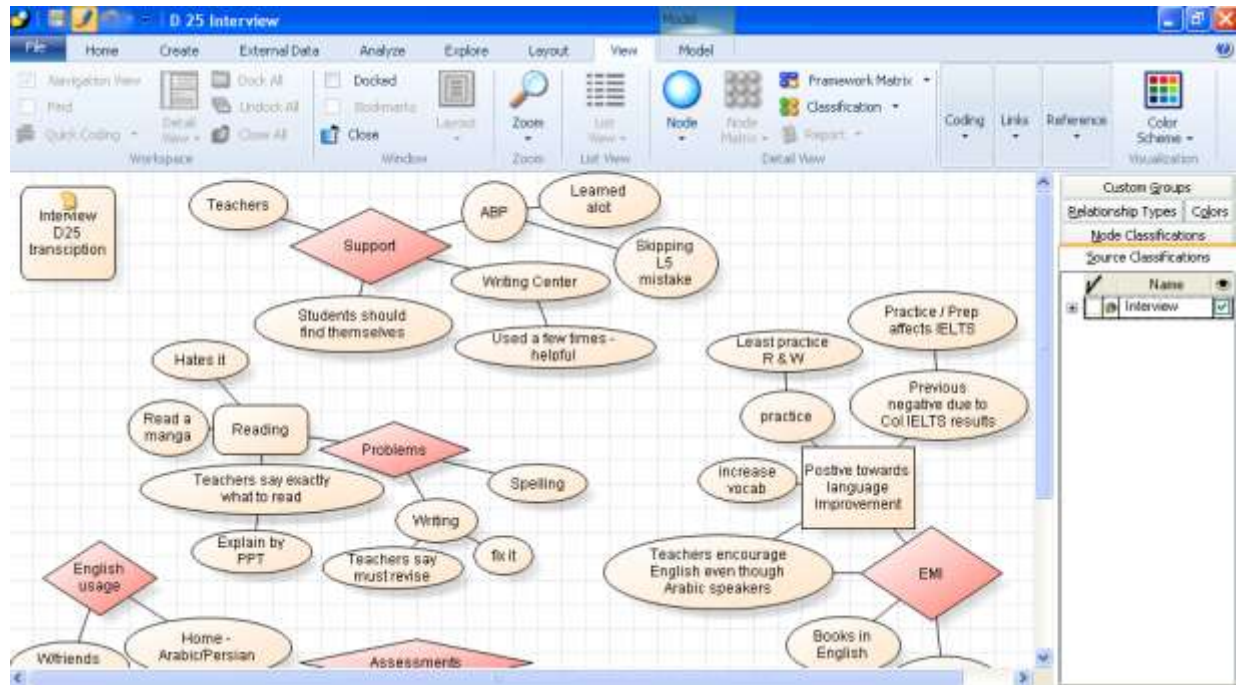 D 25 Interview
Model
File
Home
Create
External Data
Analyze
Explore
Layout
View
Model
Navigation View
Find
Quick Coding
Detail
View
Dock All
Undock All
Close All
Workspace
Docked
Bookmarks
Close
Layout
Window
Zoom
Zoom
List
View
List View
Node
Node
Matrix
Framework Matrix
Classification
Report
Detail View
Coding
Links
Reference
Color
Scheme
Visualization
Interview
D25
transciption
Teachers
Support
ABP
Learned
alot
Skipping
L5
mistake
Writing Center
Used a few times -
helpful
Students should
find themselves
Hates it
Read a
manga
Reading
Teachers say exactly
what to read
Explain by
PPT
Problems
Spelling
Writing
Teachers say
must revise
fix it
English
usage
W/friends
Home -
Arabic/Persian
Assessments
Least practice
R & W
practice
increase
vocab
Practice / Prep
affects IELTS
Previous
negative due to
Col IELTS results
Postive towards
language
Improvement
Teachers encourage
English even though
Arabic speakers
EMI
Books in
English
Custom Groups
Relationship Types
Colors
Node Classifications
Source Classifications
Name
Interview